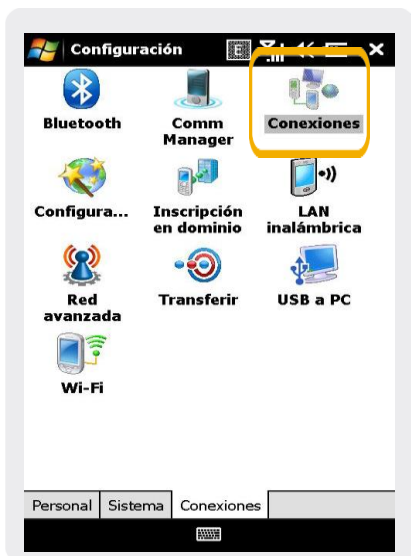 Configuración
Bluetooth
Comm
Manager
Conexiones
Configura...
Inscripción
en dominio
LAN
inalámbrica
Red
avanzada
Transferir
USB a PC
Wi-Fi
Personal Sistema Conexiones